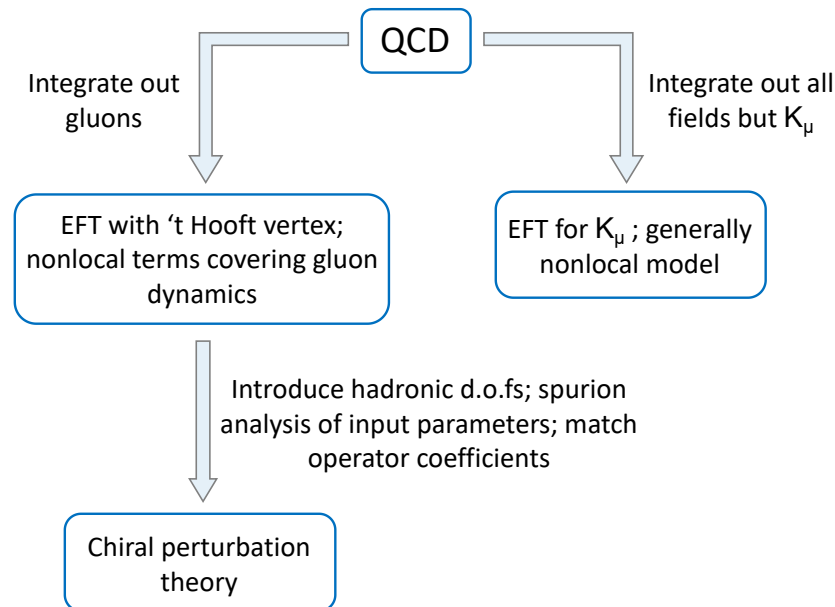 QCD
Integrate out
gluons
Integrate out all
fields but Kμ
EFT with ‘t Hooft vertex;
nonlocal terms covering gluon
dynamics
EFT for Kμ ; generally
nonlocal model
Introduce hadronic d.o.fs; spurion
analysis of input parameters; match
operator coefficients
Chiral perturbation
theory